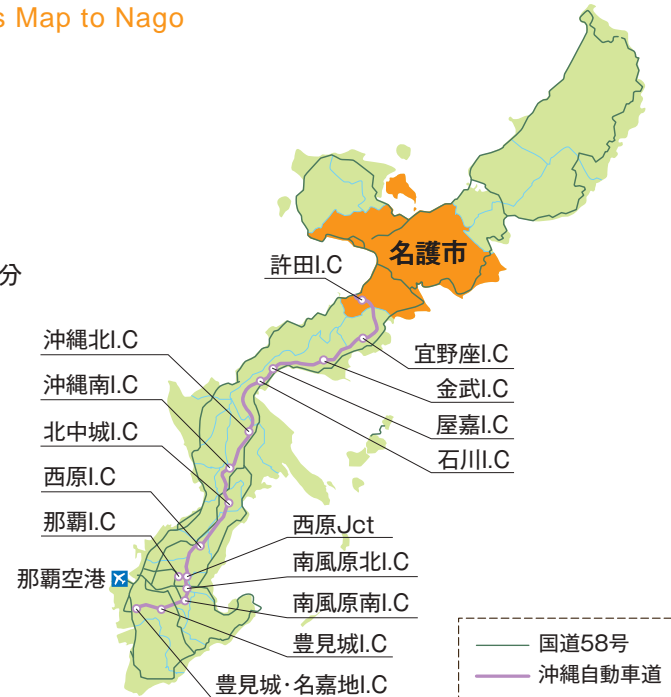 s Map to Nago
名護市
分
許田I.C
沖縄北I.C
宜野座I.C
沖縄南I.C
金武I.C
北中城I.C
屋嘉I.C
石川I.C
西原I.C
那覇I.C
西原Jct
南風原北I.C
那覇空港
南風原南I.C
豊見城I.C
豊見城・名嘉地I.C
国道58号
沖縄自動車道